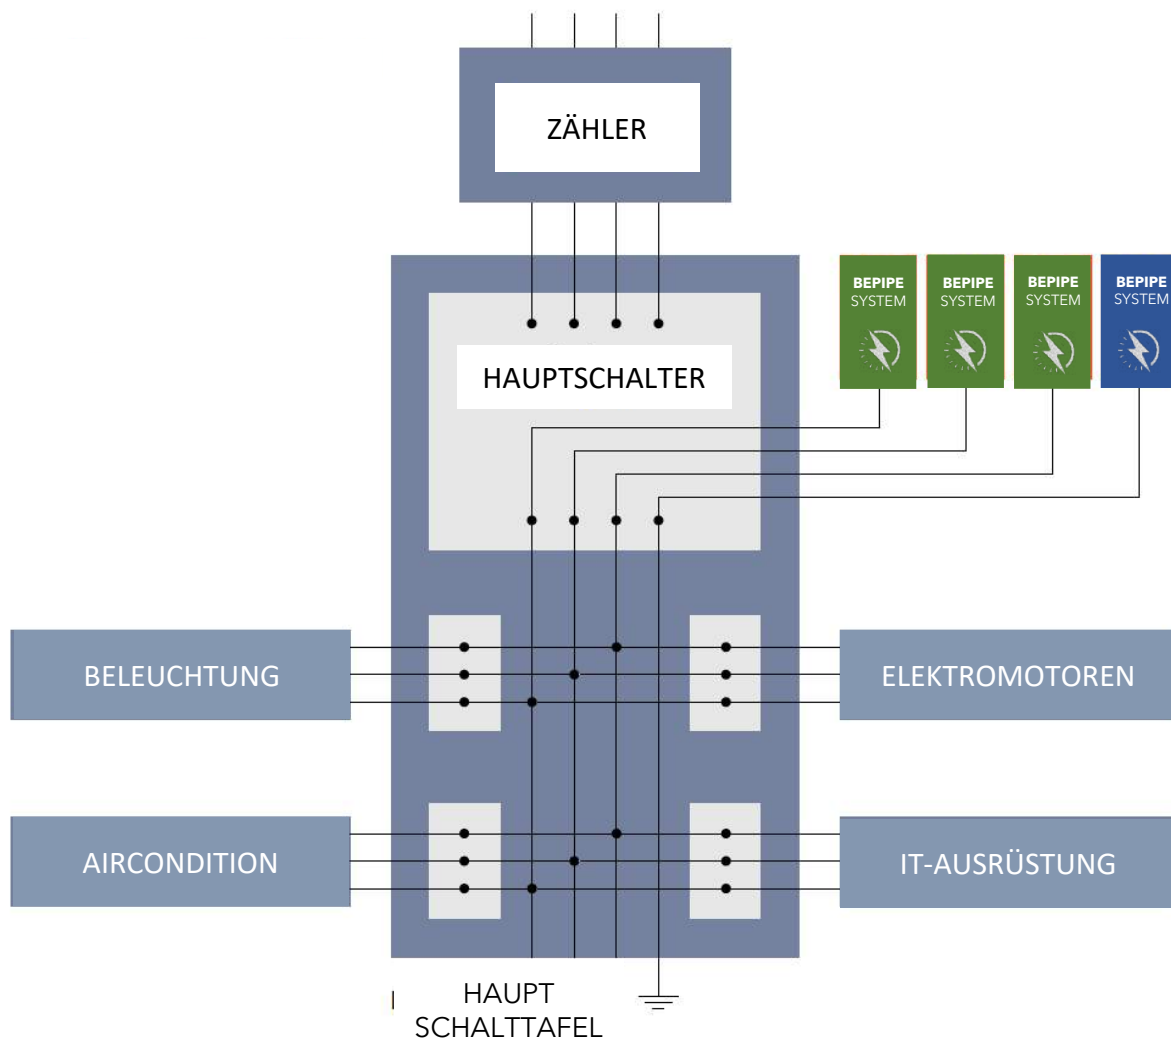 ZÄHLER
BEPIPE
SYSTEM
BEPIPE
SYSTEM
BEPIPE
SYSTEM
BEPIPE
SYSTEM
HAUPTSCHALTER
BELEUCHTUNG
ELEKTROMOTOREN
AIRCONDITION
IT-AUSRÜSTUNG
HAUPT
SCHALTTAFEL